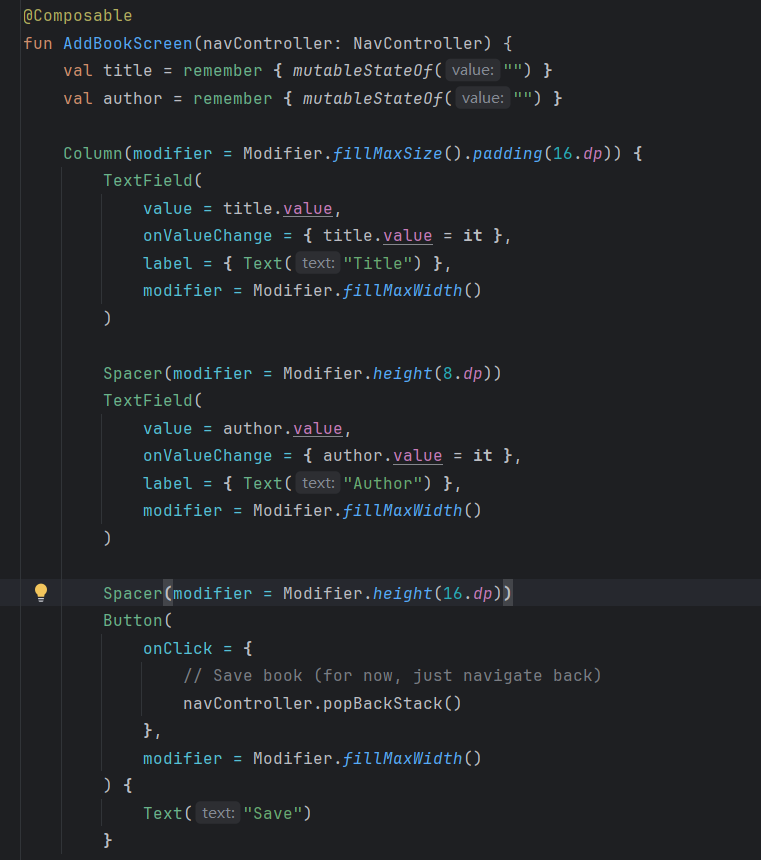 @Composable
fun AddBookScreen(navController: NavController) {
    val title = remember { mutableStateOf( value: "") }
    val author = remember { mutableStateOf( value: "") }

    Column(modifier = Modifier.fillMaxSize().padding(16.dp)) {
        TextField(
            value = title.value,
            onValueChange = { title.value = it },
            label = { Text( text: "Title") },
            modifier = Modifier.fillMaxWidth()
        )

        Spacer(modifier = Modifier.height(8.dp))
        TextField(
            value = author.value,
            onValueChange = { author.value = it },
            label = { Text( text: "Author") },
            modifier = Modifier.fillMaxWidth()
        )

        Spacer(modifier = Modifier.height(16.dp))
        Button(
            onClick = {
                // Save book (for now, just navigate back)
                navController.popBackStack()
            },
            modifier = Modifier.fillMaxWidth()
        ) {
            Text( text: "Save")
        }